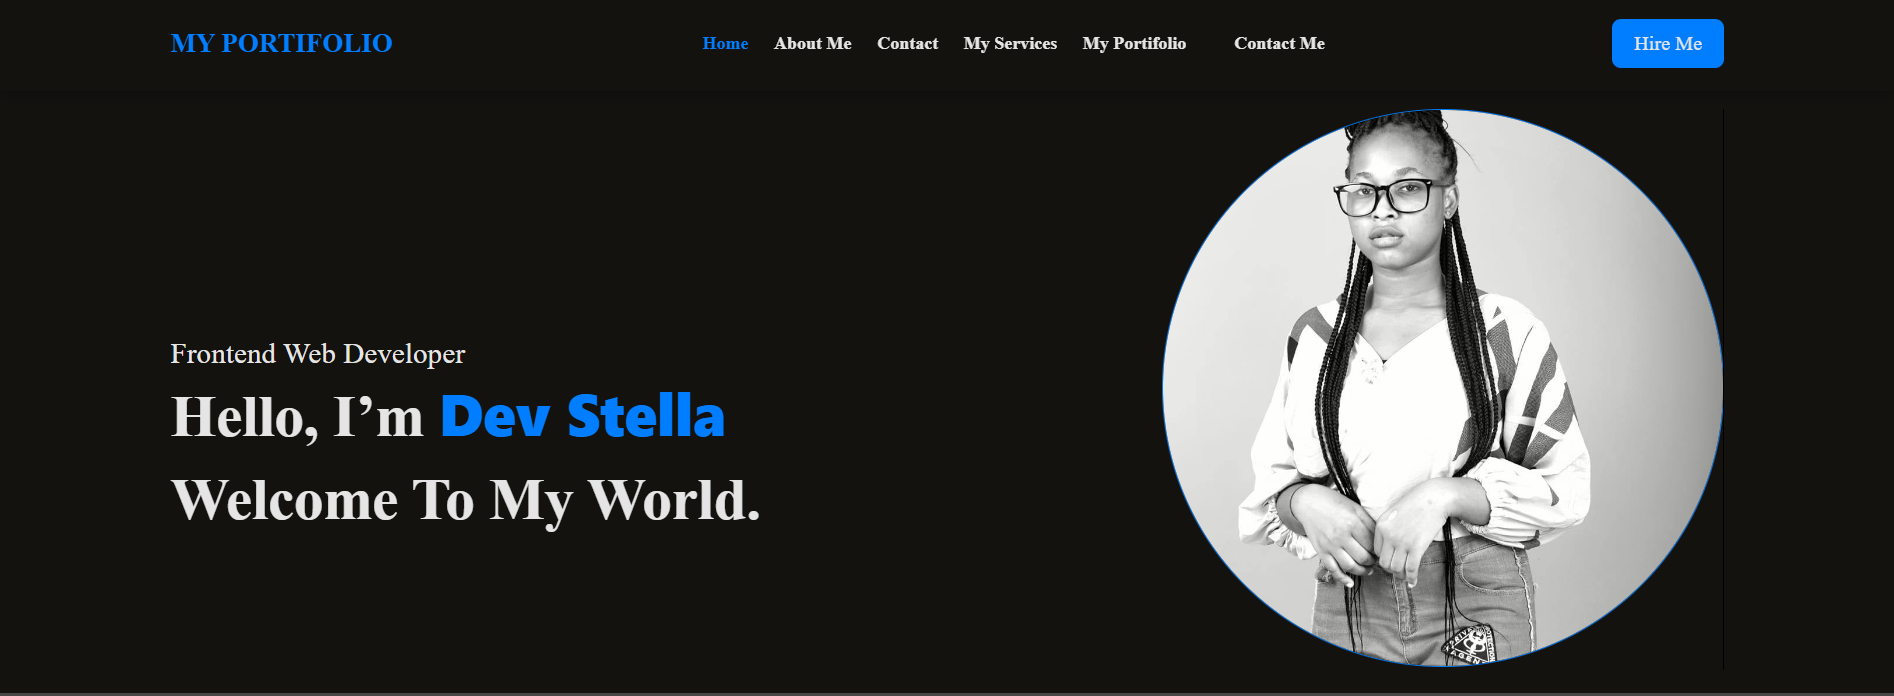 MY PORTIFOLIO
Home About Me Contact My Services My Portifolio Contact Me
Hire Me
Frontend Web Developer
Hello, I’m Dev Stella
Welcome To My World.